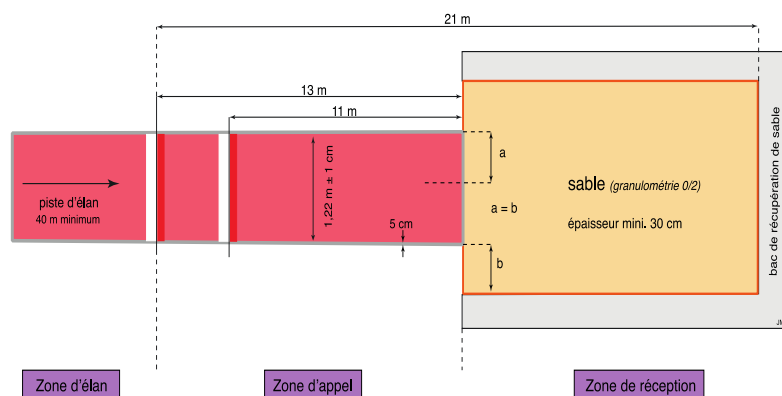 21 m
13 m
11 m
a
piste d'élan
40 m minimum
1,22 m ± 1 cm
5 cm
a = b
b
sable (granulométrie 0/2)
épaisseur mini. 30 cm
bac de récupération de sable
Zone d'élan
Zone d'appel
Zone de réception